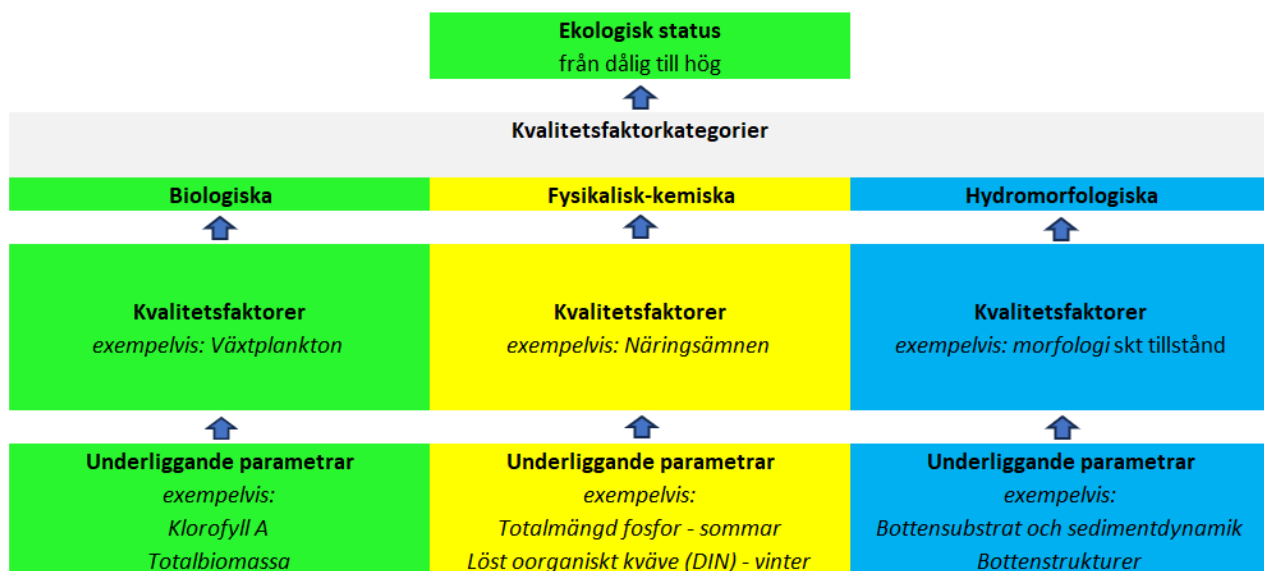 Ekologisk status
från dålig till hög
Kvalitetsfaktorkategorier
Biologiska
Fysikalisk-kemiska
Hydromorfologiska
Kvalitetsfaktorer
exempelvis: Växtplankton
Kvalitetsfaktorer
exempelvis: Näringsämnen
Kvalitetsfaktorer
exempelvis: morfologi skt tillstånd
Underliggande parametrar
exempelvis:
Klorofyll A
Totalbiomassa
Underliggande parametrar
exempelvis:
Totalmängd fosfor - sommar
Löst oorganiskt kväve (DIN) - vinter
Underliggande parametrar
exempelvis:
Bottensubstrat och sedimentdynamik
Bottenstrukturer